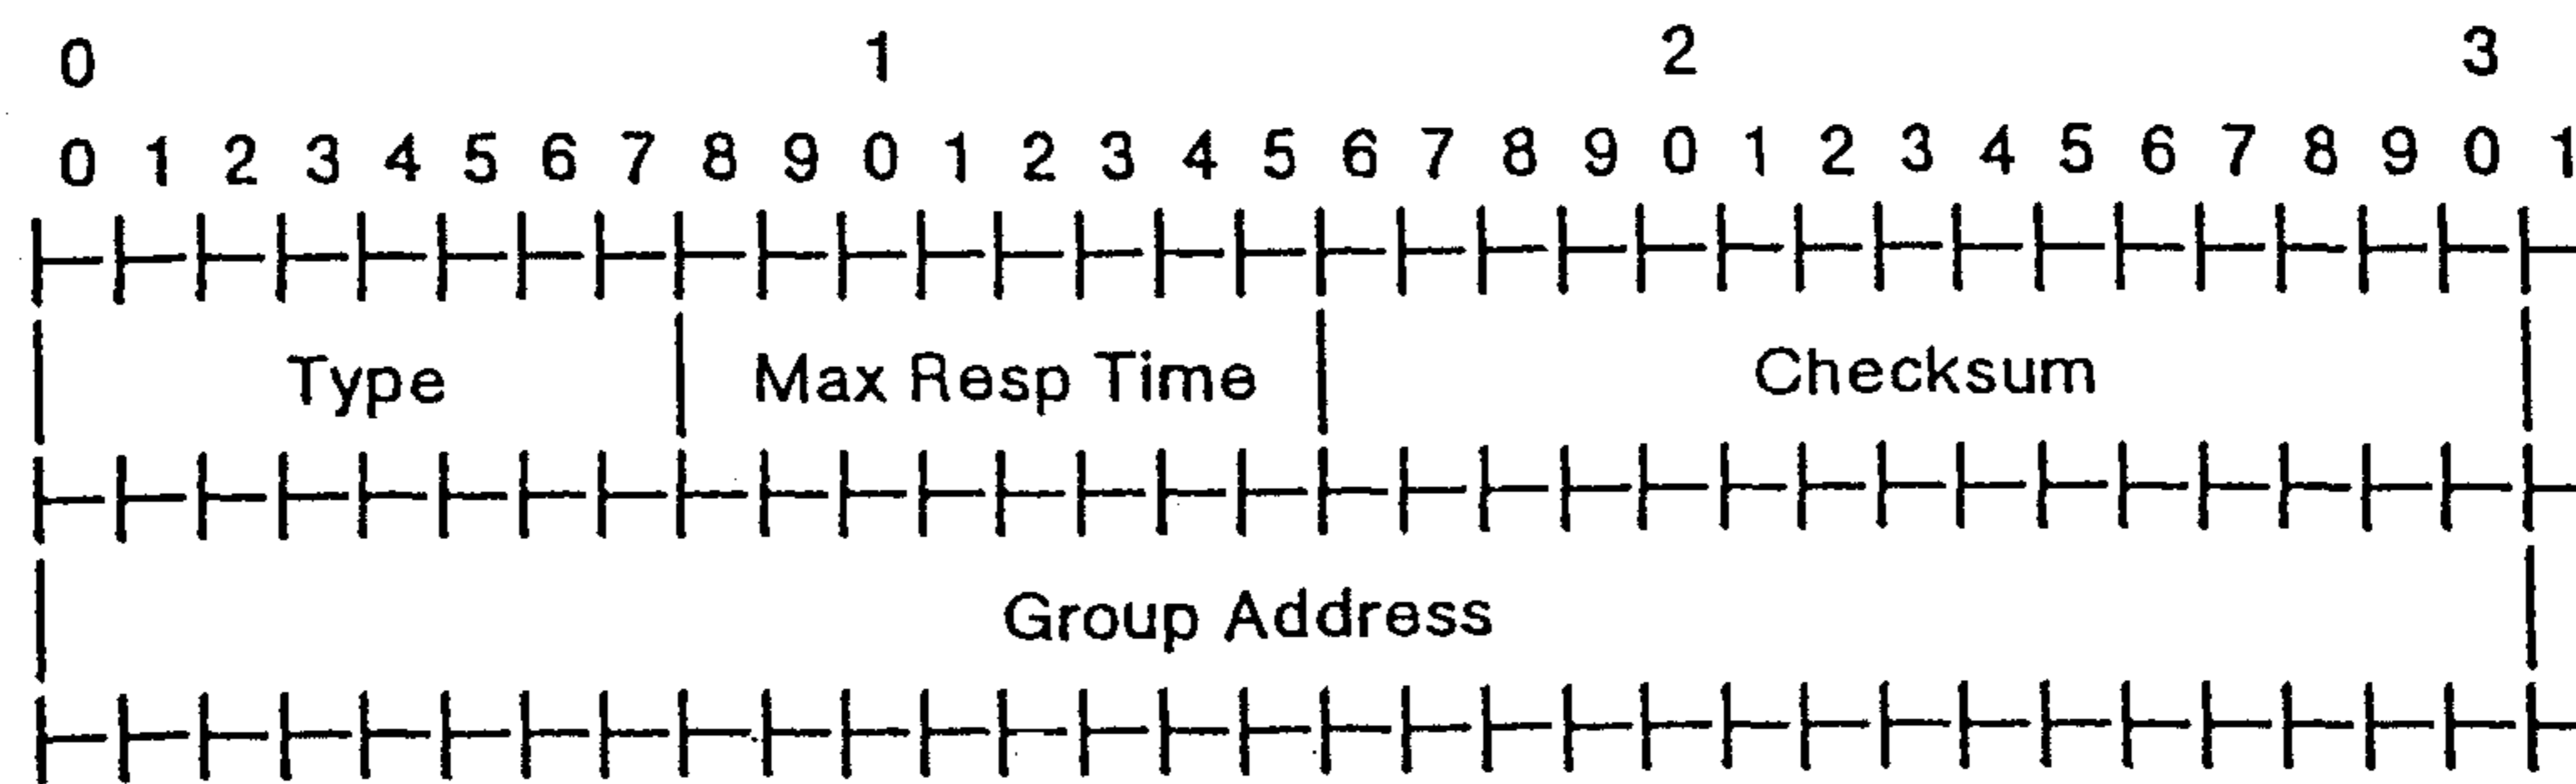 0 1 2 3
0 1 2 3 4 5 6 7 8 9 0 1 2 3 4 5 6 7 8 9 0 1 2 3 4 5 6 7 8 9 0 1
Type Max Resp Time Checksum
Group Address